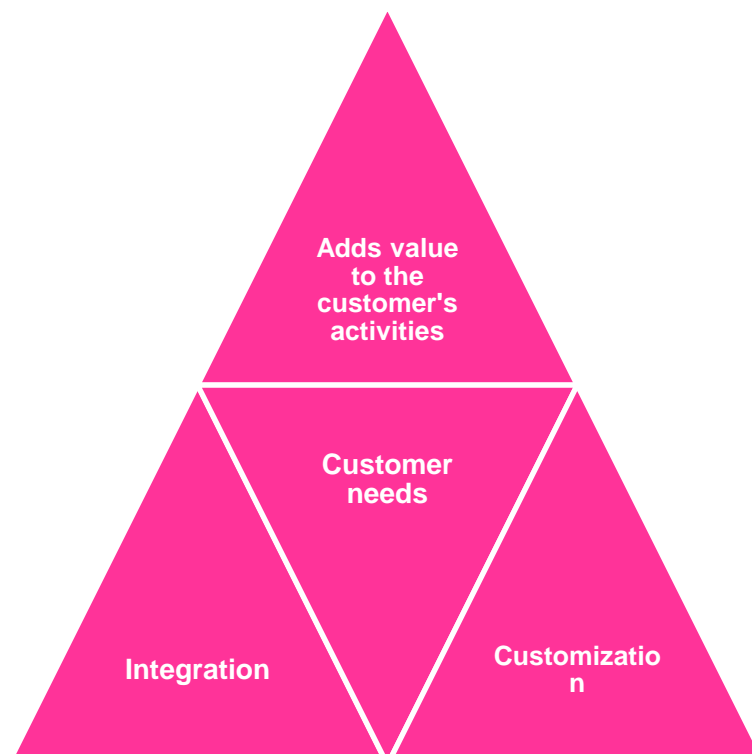 Adds value
to the
customer's
activities
Customer
needs
Integration
Customizatio
n